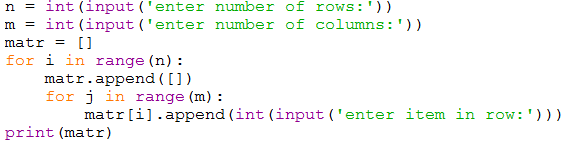 n = int(input('enter number of rows:'))
m = int(input('enter number of columns:'))
matr = []
for i in range(n):
    matr.append([])
    for j in range(m):
        matr[i].append(int(input('enter item in row:')))
print(matr)